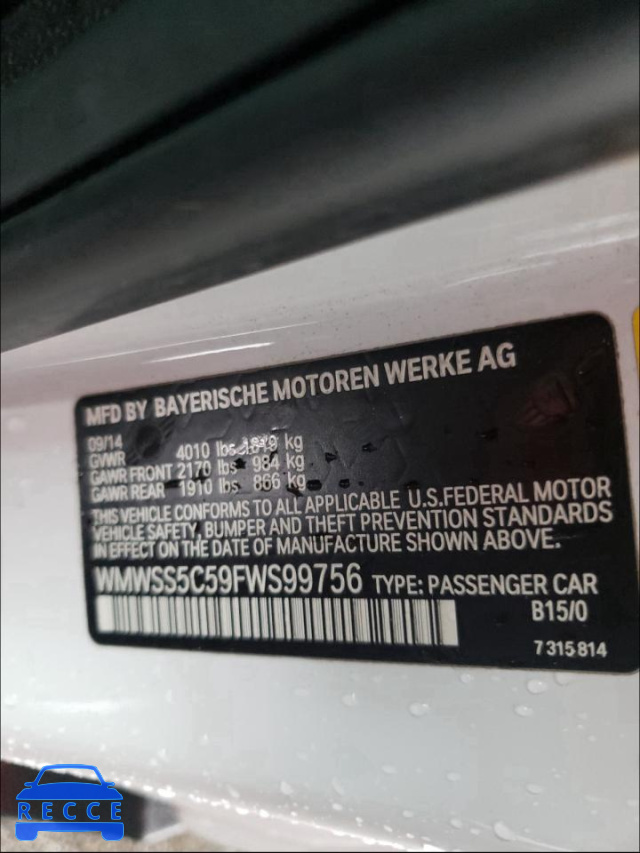 MFD BY BAYERISCHE MOTOREN WERKE AG
09/14
GVWR 4010 lbs 1819 kg
GAWR FRONT 2170 lbs 984 kg
GAWR REAR 1910 lbs 866 kg
THIS VEHICLE CONFORMS TO ALL APPLICABLE U.S.FEDERAL MOTOR
VEHICLE SAFETY, BUMPER AND THEFT PREVENTION STANDARDS
IN EFFECT ON THE DATE OF MANUFACTURE SHOWN ABOVE.
WMWSS5C59FWS99756 TYPE: PASSENGER CAR
B15/0
7315814
RECCE